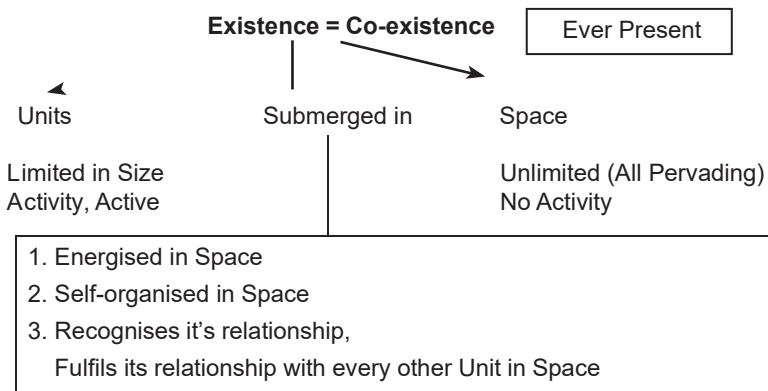 Existence = Co-existence
Ever Present
Units
Submerged in
Space
Limited in Size
Activity, Active
Unlimited (All Pervading)
No Activity
1. Energised in Space
2. Self-organised in Space
3. Recognises it's relationship,
Fulfils its relationship with every other Unit in Space